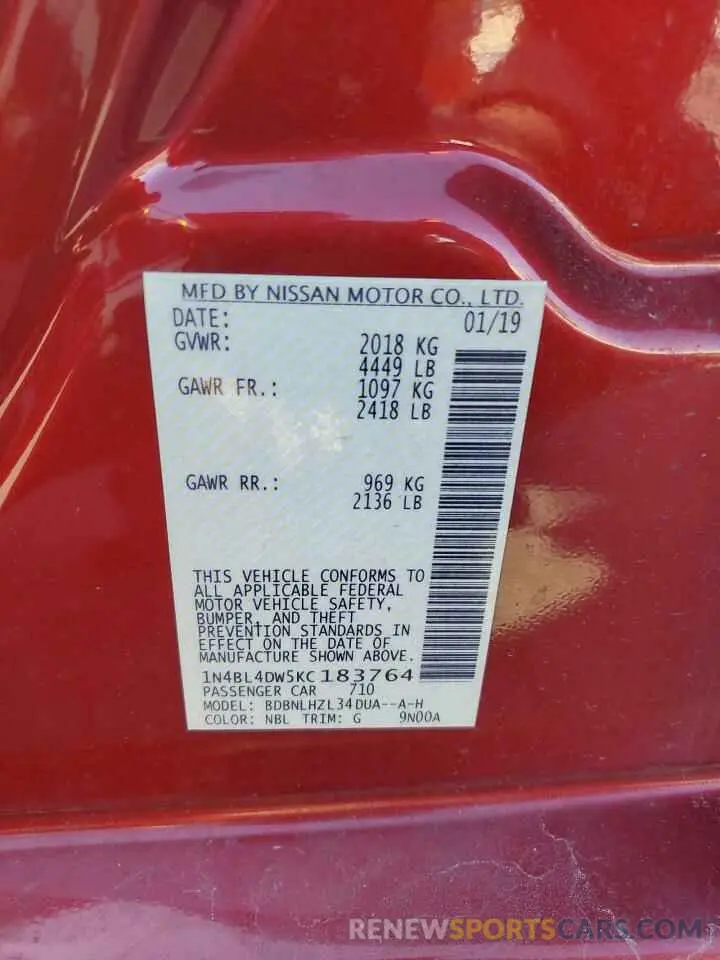 MFD BY NISSAN MOTOR CO., LTD.
DATE: 01/19
GVWR: 2018 KG
4449 LB
GAWR FR.: 1097 KG
2418 LB
GAWR RR.: 969 KG
2136 LB
THIS VEHICLE CONFORMS TO
ALL APPLICABLE FEDERAL
MOTOR VEHICLE SAFETY,
BUMPER, AND THEFT
PREVENTION STANDARDS IN
EFFECT ON THE DATE OF
MANUFACTURE SHOWN ABOVE.
1N4BL4DW5KC183764
PASSENGER CAR 710
MODEL: BDBNLHZL34DUA--A-H
COLOR: NBL TRIM: G 9N00A
RENEWSPORTSCARS.COM